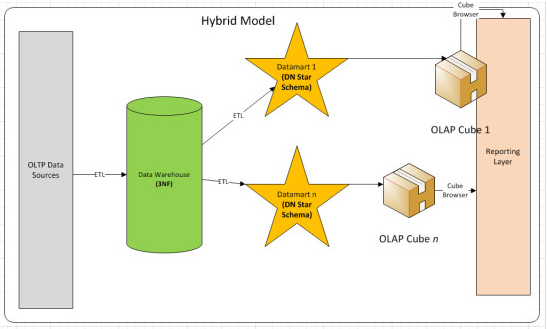 Cube
Browser
Hybrid Model
Datamart 1
(DN Star
Schema)
ETL
OLAP Cube 1
OLTP Data
Sources
ETL
Data Warehouse
(3NF)
Reporting
Layer
ETL
Datamart n
(DN Star
Schema)
Cube
Browser
OLAP Cube n